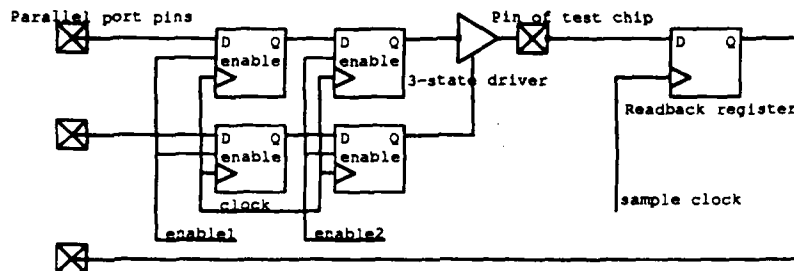 Parallel port pins
Pin of test chip
D Q
enable
D Q
enable
3-state driver
D Q
Readback register
D Q
enable
D Q
enable
clock
sample clock
enable1
enable2